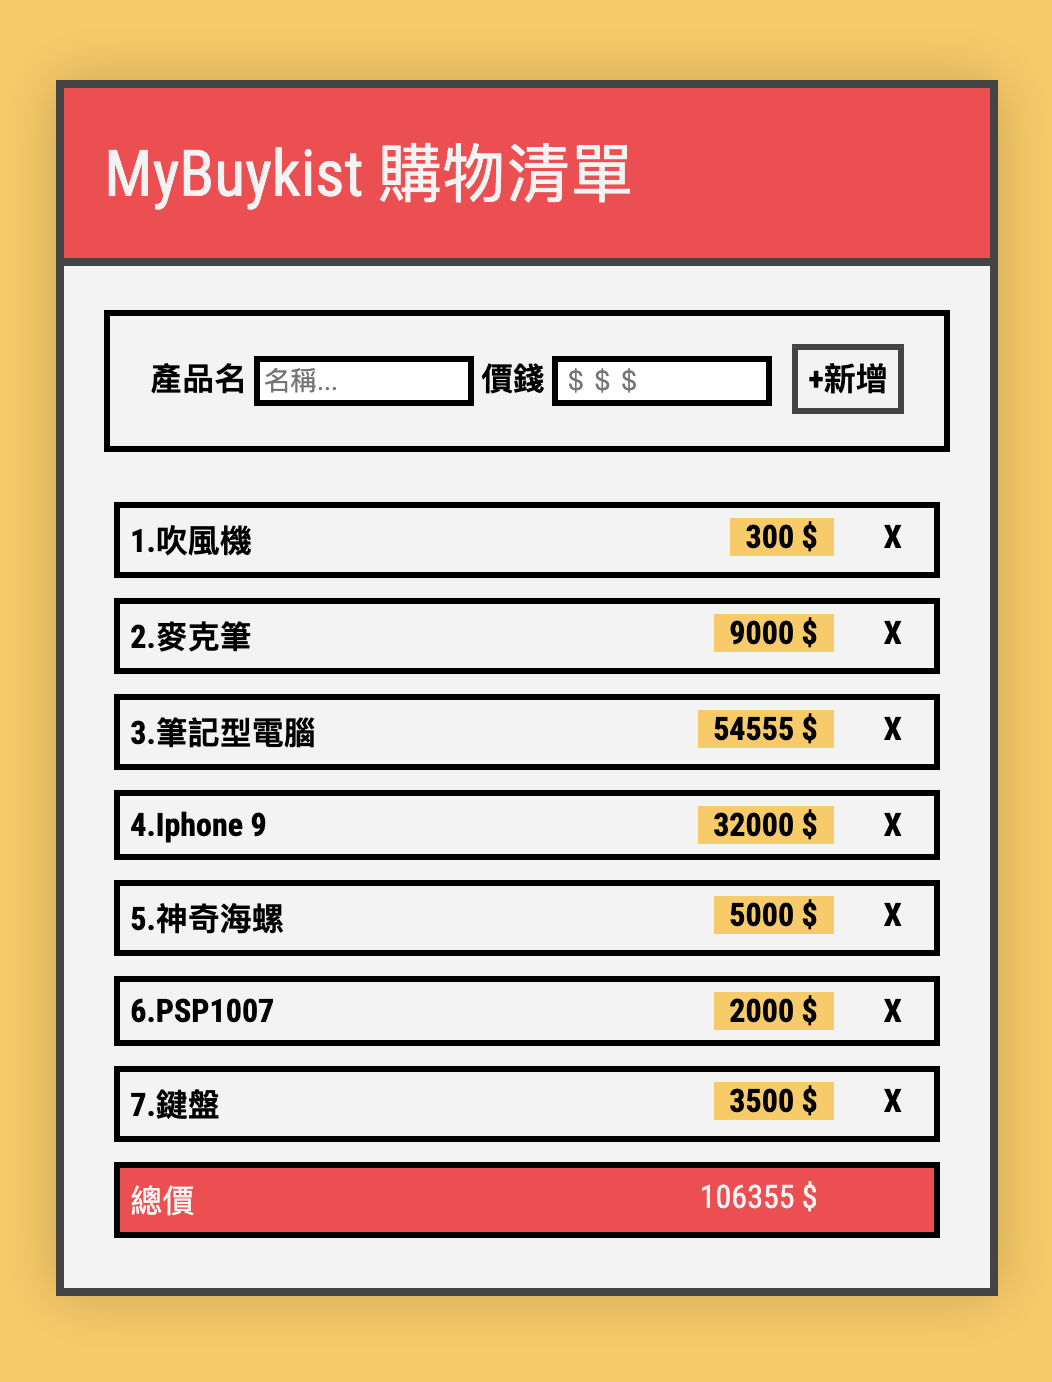 MyBuykist 購物清單
產品名 名稱... 價錢 $ $ $ +新增
1.吹風機 300 $ X
2.麥克筆 9000 $ X
3.筆記型電腦 54555 $ X
4.Iphone 9 32000 $ X
5.神奇海螺 5000 $ X
6.PSP1007 2000 $ X
7.鍵盤 3500 $ X
總價 106355 $